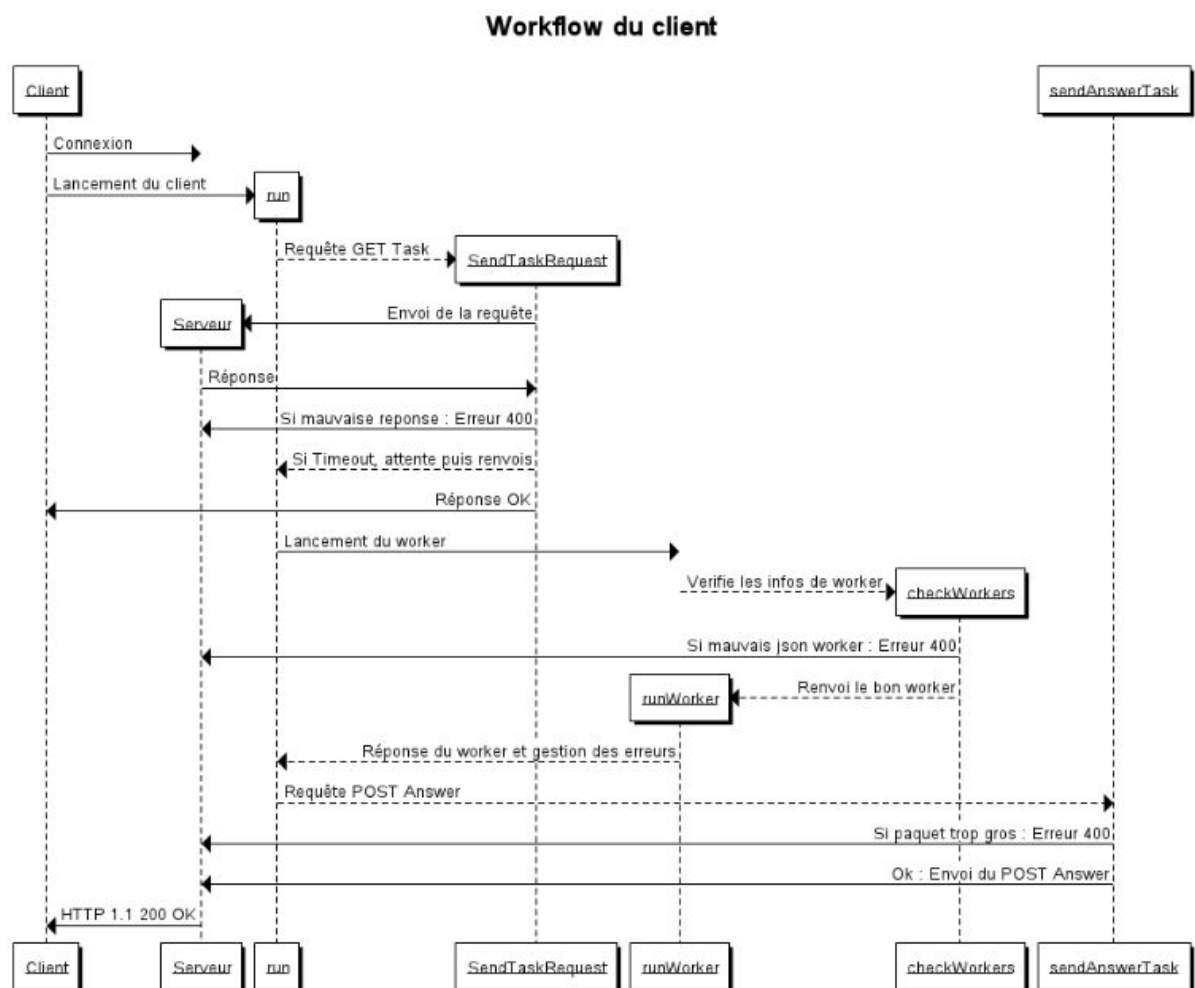 Workflow du client
Client
sendAnswerTask
Connexion
Lancement du client
run
Requête GET Task
SendTaskRequest
Serveur
Envoi de la requête
Réponse
Si mauvaise reponse : Erreur 400
Si Timeout, attente puis renvois
Réponse OK
Lancement du worker
Verifie les infos de worker
checkWorkers
Si mauvais json worker : Erreur 400
runWorker
Renvoi le bon worker
Réponse du worker et gestion des erreurs
Requête POST Answer
Si paquet trop gros : Erreur 400
Ok : Envoi du POST Answer
HTTP 1.1 200 OK
Client
Serveur
run
SendTaskRequest
runWorker
checkWorkers
sendAnswerTask